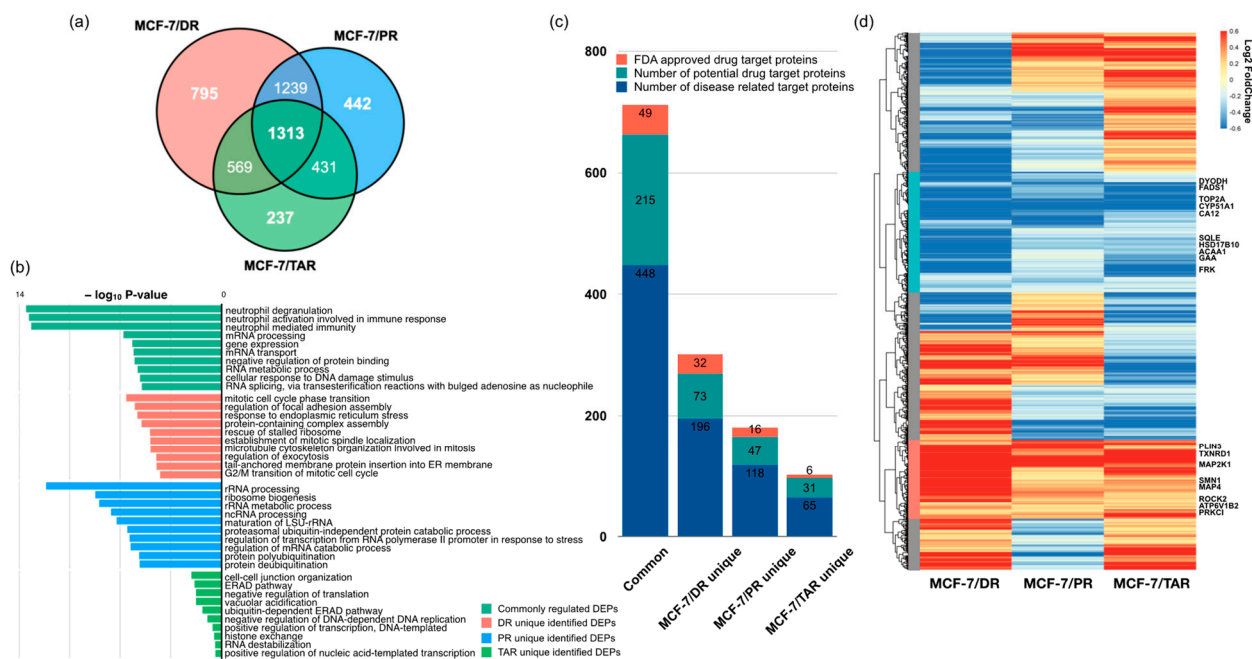 (a)
MCF-7/DR
MCF-7/PR
795
1239
442
1313
569
431
237
MCF-7/TAR
(b)
14
– log₁₀ P-value
0
neutrophil degranulation
neutrophil activation involved in immune response
neutrophil mediated immunity
mRNA processing
gene expression
mRNA transport
negative regulation of protein binding
RNA metabolic process
cellular response to DNA damage stimulus
RNA splicing, via transesterification reactions with bulged adenosine as nucleophile
mitotic cell cycle phase transition
regulation of focal adhesion assembly
response to endoplasmic reticulum stress
protein-containing complex assembly
rescue of stalled ribosome
establishment of mitotic spindle localization
microtubule cytoskeleton organization involved in mitosis
regulation of exocytosis
tail-anchored membrane protein insertion into ER membrane
G2/M transition of mitotic cell cycle
rRNA processing
ribosome biogenesis
rRNA metabolic process
ncRNA processing
maturation of LSU-rRNA
proteasomal ubiquitin-independent protein catabolic process
regulation of transcription from RNA polymerase II promoter in response to stress
regulation of mRNA catabolic process
protein polyubiquitination
protein deubiquitination
cell-cell junction organization
ERAD pathway
negative regulation of translation
vacuolar acidification
ubiquitin-dependent ERAD pathway
negative regulation of DNA-dependent DNA replication
positive regulation of transcription, DNA-templated
histone exchange
RNA destabilization
positive regulation of nucleic acid-templated transcription
Commonly regulated DEPs
DR unique identified DEPs
PR unique identified DEPs
TAR unique identified DEPs
(c)
800
600
400
200
0
FDA approved drug target proteins
Number of potential drug target proteins
Number of disease related target proteins
49
215
448
32
73
196
16
47
118
6
31
65
Common
MCF-7/DR unique
MCF-7/PR unique
MCF-7/TAR unique
(d)
0.6
0.4
0.2
0
-0.2
-0.4
-0.6
Log2 FoldChange
DYODH
FADS1
TOP2A
CYP51A1
CA12
SQLE
HSD17B10
ACAA1
GAA
FRK
PLIN3
TXNRD1
MAP2K1
SMN1
MAP4
ROCK2
ATP6V1B2
PRKCI
MCF-7/DR
MCF-7/PR
MCF-7/TAR